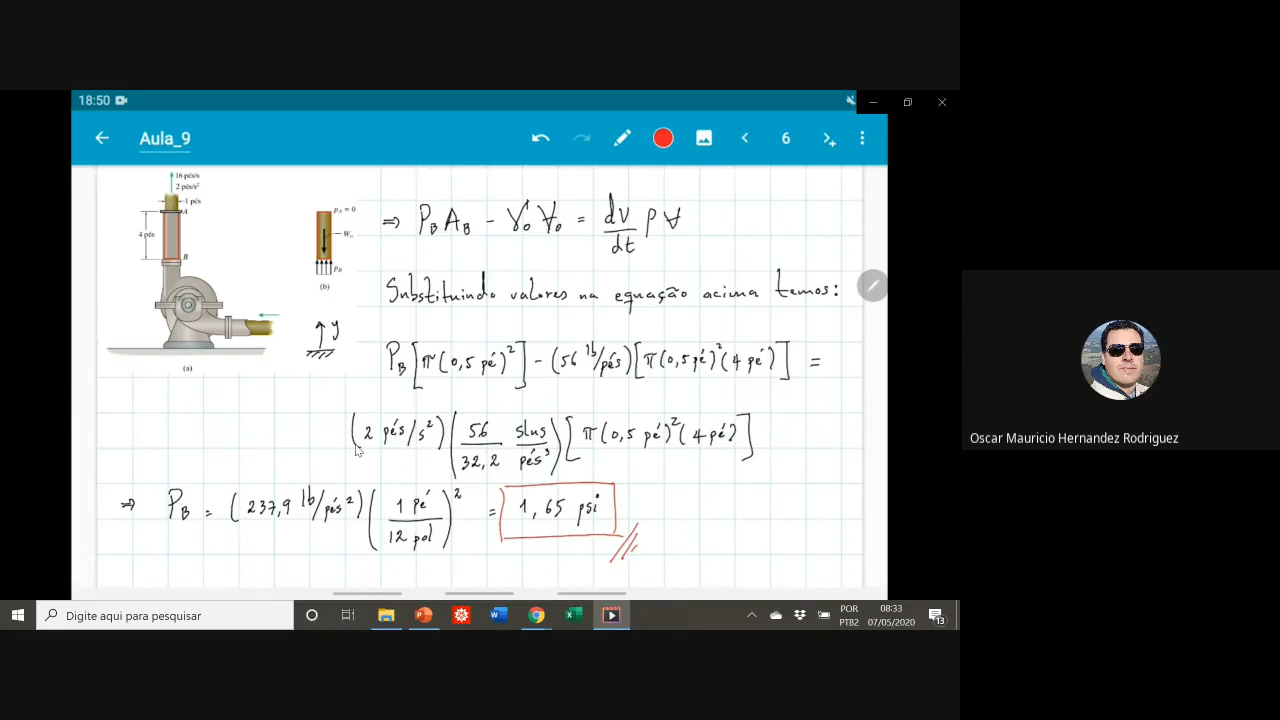 18:50
Aula_9
6
16 pés/s
2 pés/s²
1 pés
A
4 pés
B
(a)
p_A = 0
W_o
p_B
(b)
y
⇒ P_B A_B − γ_o ∀_o = dv/dt ρ ∀
Substituindo valores na equação acima temos:
P_B [π(0,5 pé)²] − (56 lb/pés) [π(0,5 pé)² (4 pé)] =
(2 pés/s²) (56/32,2 slus/pés³) [π(0,5 pé)² (4 pé)]
⇒ P_B = (237,9 lb/pés²) (1 pé/12 pol)² = 1,65 psi
Oscar Mauricio Hernandez Rodriguez
Digite aqui para pesquisar
POR
PTB2
08:33
07/05/2020
13